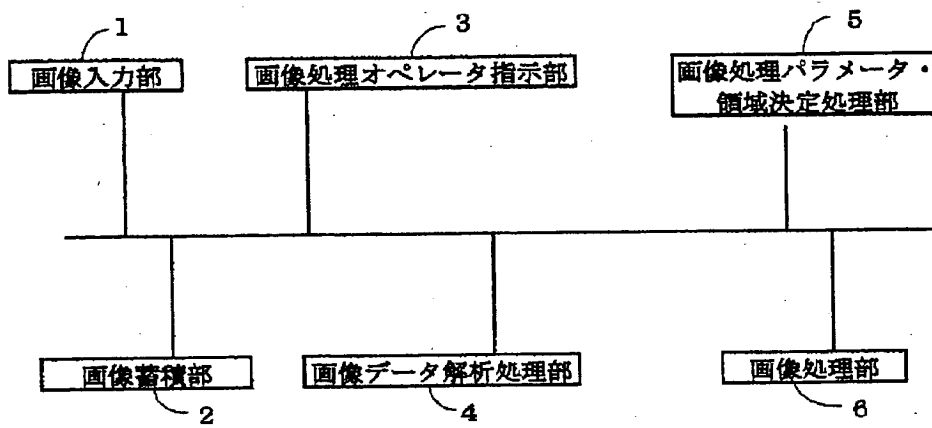 1
3
5
画像入力部
画像処理オペレータ指示部
画像処理パラメータ・
領域決定処理部
画像蓄積部
画像データ解析処理部
画像処理部
2
4
6